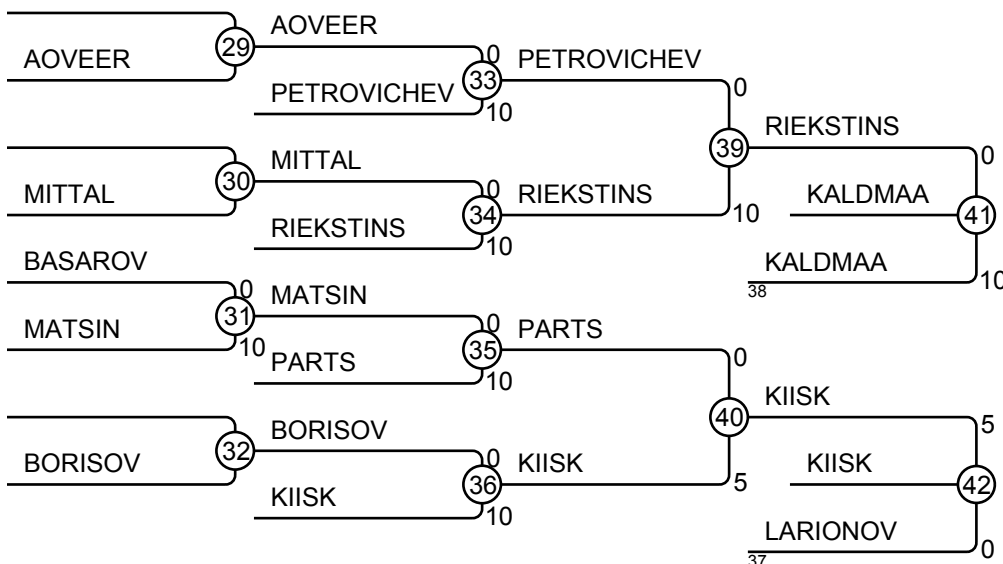 AOVEER
29
AOVEER
0
33
10
PETROVICHEV
PETROVICHEV
0
39
10
RIEKSTINS
0
41
10
MITTAL
30
MITTAL
0
34
10
RIEKSTINS
RIEKSTINS
KALDMAA
KALDMAA
38
BASAROV
0
31
10
MATSIN
MATSIN
0
35
10
PARTS
PARTS
0
40
5
KIISK
5
42
0
BORISOV
32
BORISOV
0
36
10
KIISK
KIISK
KIISK
LARIONOV
37